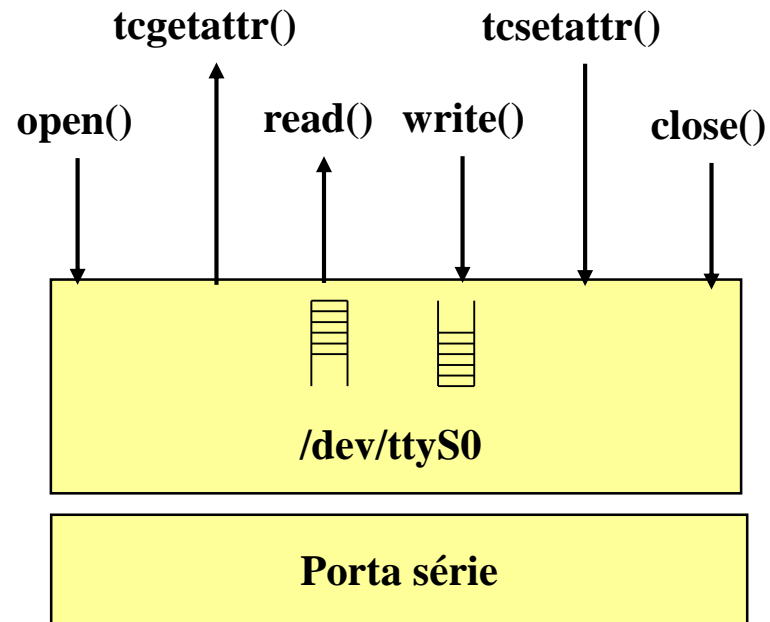 tcgetattr() tcsetattr()
open() read() write() close()
/dev/ttyS0
Porta série